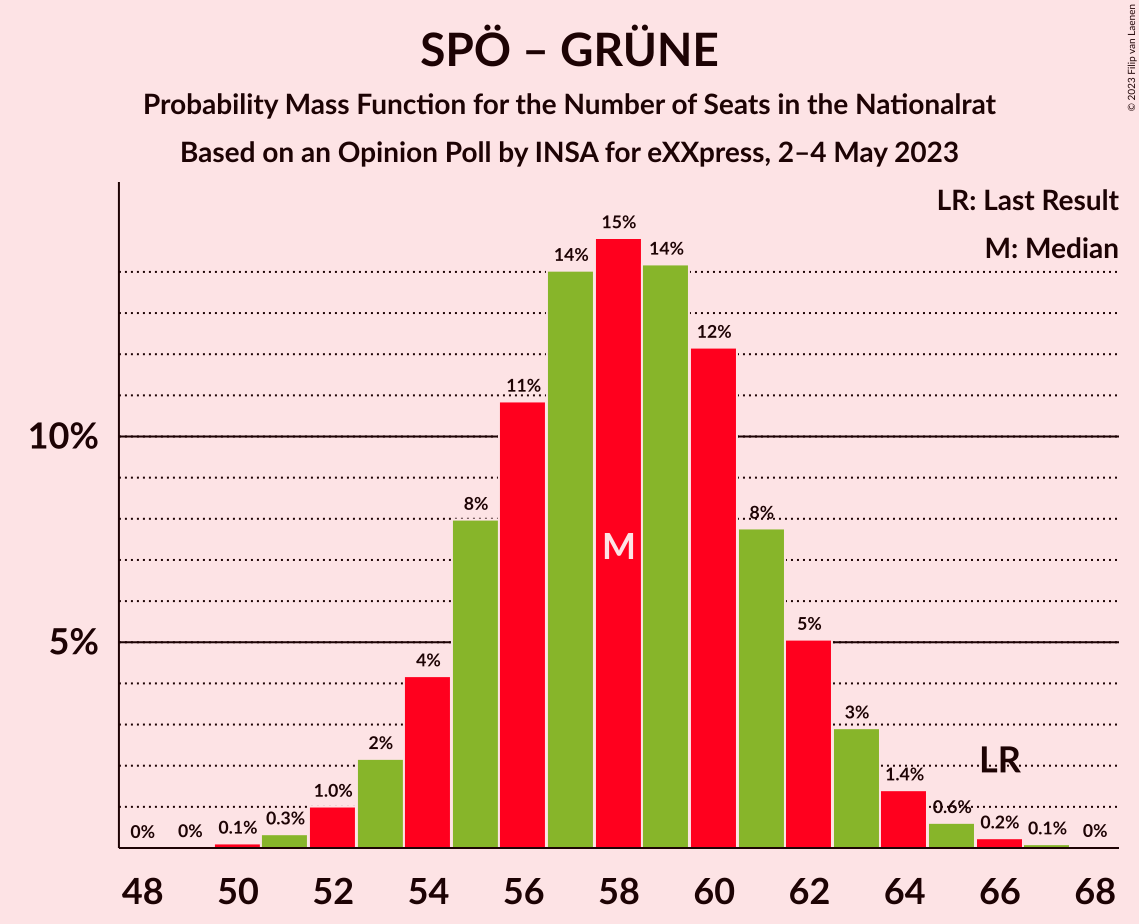 SPÖ – GRÜNE
Probability Mass Function for the Number of Seats in the Nationalrat
Based on an Opinion Poll by INSA for eXXpress, 2–4 May 2023
© 2023 Filip van Laenen
LR: Last Result
M: Median
10%
5%
0%
0%
0.1%
0.3%
1.0%
2%
4%
8%
11%
14%
15%
14%
12%
8%
5%
3%
1.4%
0.6%
0.2%
0.1%
0%
M
LR
48 50 52 54 56 58 60 62 64 66 68